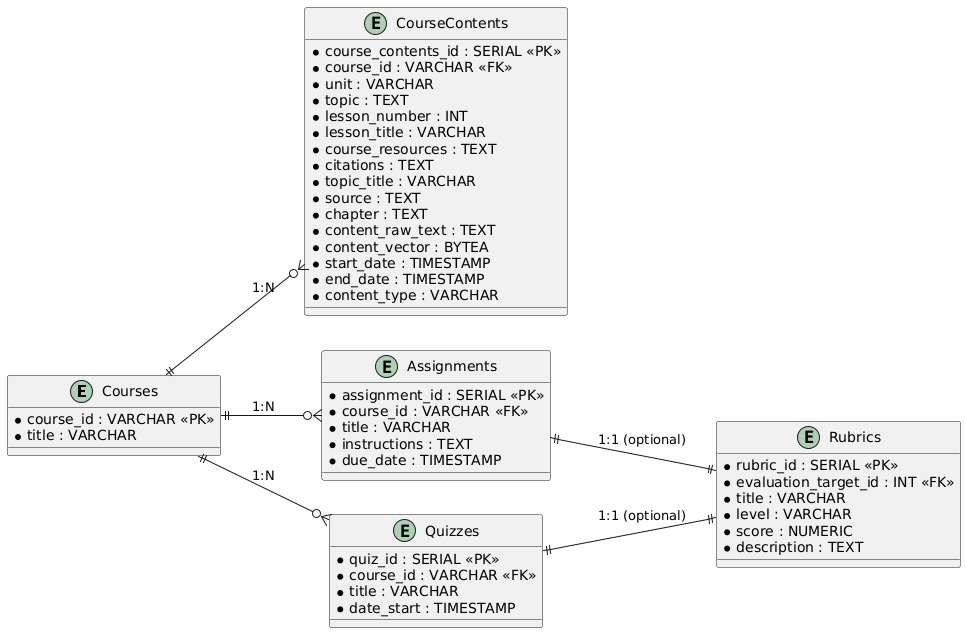 E CourseContents
* course_contents_id : SERIAL «PK»
* course_id : VARCHAR «FK»
* unit : VARCHAR
* topic : TEXT
* lesson_number : INT
* lesson_title : VARCHAR
* course_resources : TEXT
* citations : TEXT
* topic_title : VARCHAR
* source : TEXT
* chapter : TEXT
* content_raw_text : TEXT
* content_vector : BYTEA
* start_date : TIMESTAMP
* end_date : TIMESTAMP
* content_type : VARCHAR
1:N
E Courses
* course_id : VARCHAR «PK»
* title : VARCHAR
1:N
1:N
E Assignments
* assignment_id : SERIAL «PK»
* course_id : VARCHAR «FK»
* title : VARCHAR
* instructions : TEXT
* due_date : TIMESTAMP
1:1 (optional)
E Quizzes
* quiz_id : SERIAL «PK»
* course_id : VARCHAR «FK»
* title : VARCHAR
* date_start : TIMESTAMP
1:1 (optional)
E Rubrics
* rubric_id : SERIAL «PK»
* evaluation_target_id : INT «FK»
* title : VARCHAR
* level : VARCHAR
* score : NUMERIC
* description : TEXT